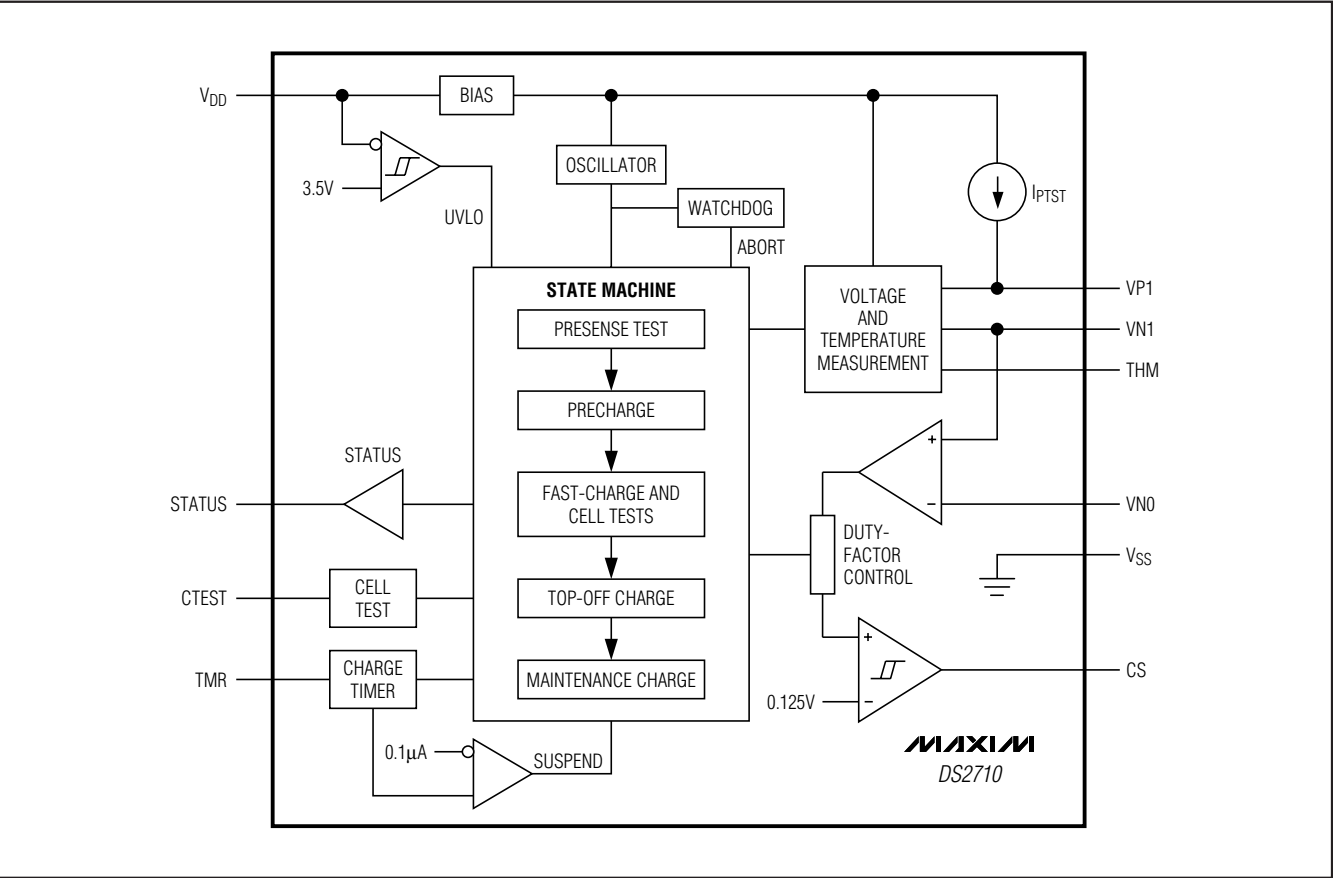 VDD
BIAS
OSCILLATOR
3.5V
UVLO
WATCHDOG
ABORT
IPTST
STATE MACHINE
PRESENSE TEST
PRECHARGE
FAST-CHARGE AND
CELL TESTS
TOP-OFF CHARGE
MAINTENANCE CHARGE
VOLTAGE
AND
TEMPERATURE
MEASUREMENT
VP1
VN1
THM
STATUS
STATUS
CTEST
CELL
TEST
TMR
CHARGE
TIMER
0.1µA
SUSPEND
+
−
VN0
DUTY-
FACTOR
CONTROL
VSS
+
−
0.125V
CS
MAXIM
DS2710